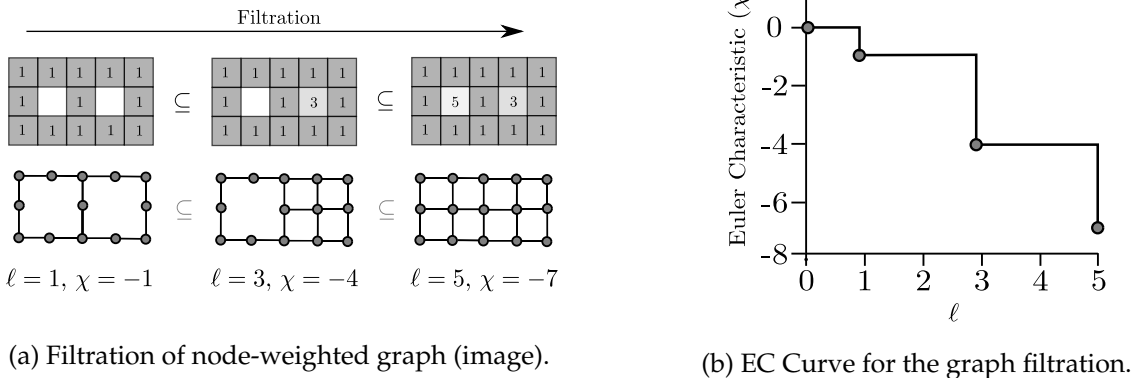 Filtration
1 1 1 1 1
1 1 1
1 1 1 1 1
⊆
1 1 1 1 1
1 1 3 1
1 1 1 1 1
⊆
1 1 1 1 1
1 5 1 3 1
1 1 1 1 1
⊆
⊆
ℓ = 1, χ = −1
ℓ = 3, χ = −4
ℓ = 5, χ = −7
(a) Filtration of node-weighted graph (image).
Euler Characteristic (χ
0
-2
-4
-6
-8
0 1 2 3 4 5
ℓ
(b) EC Curve for the graph filtration.